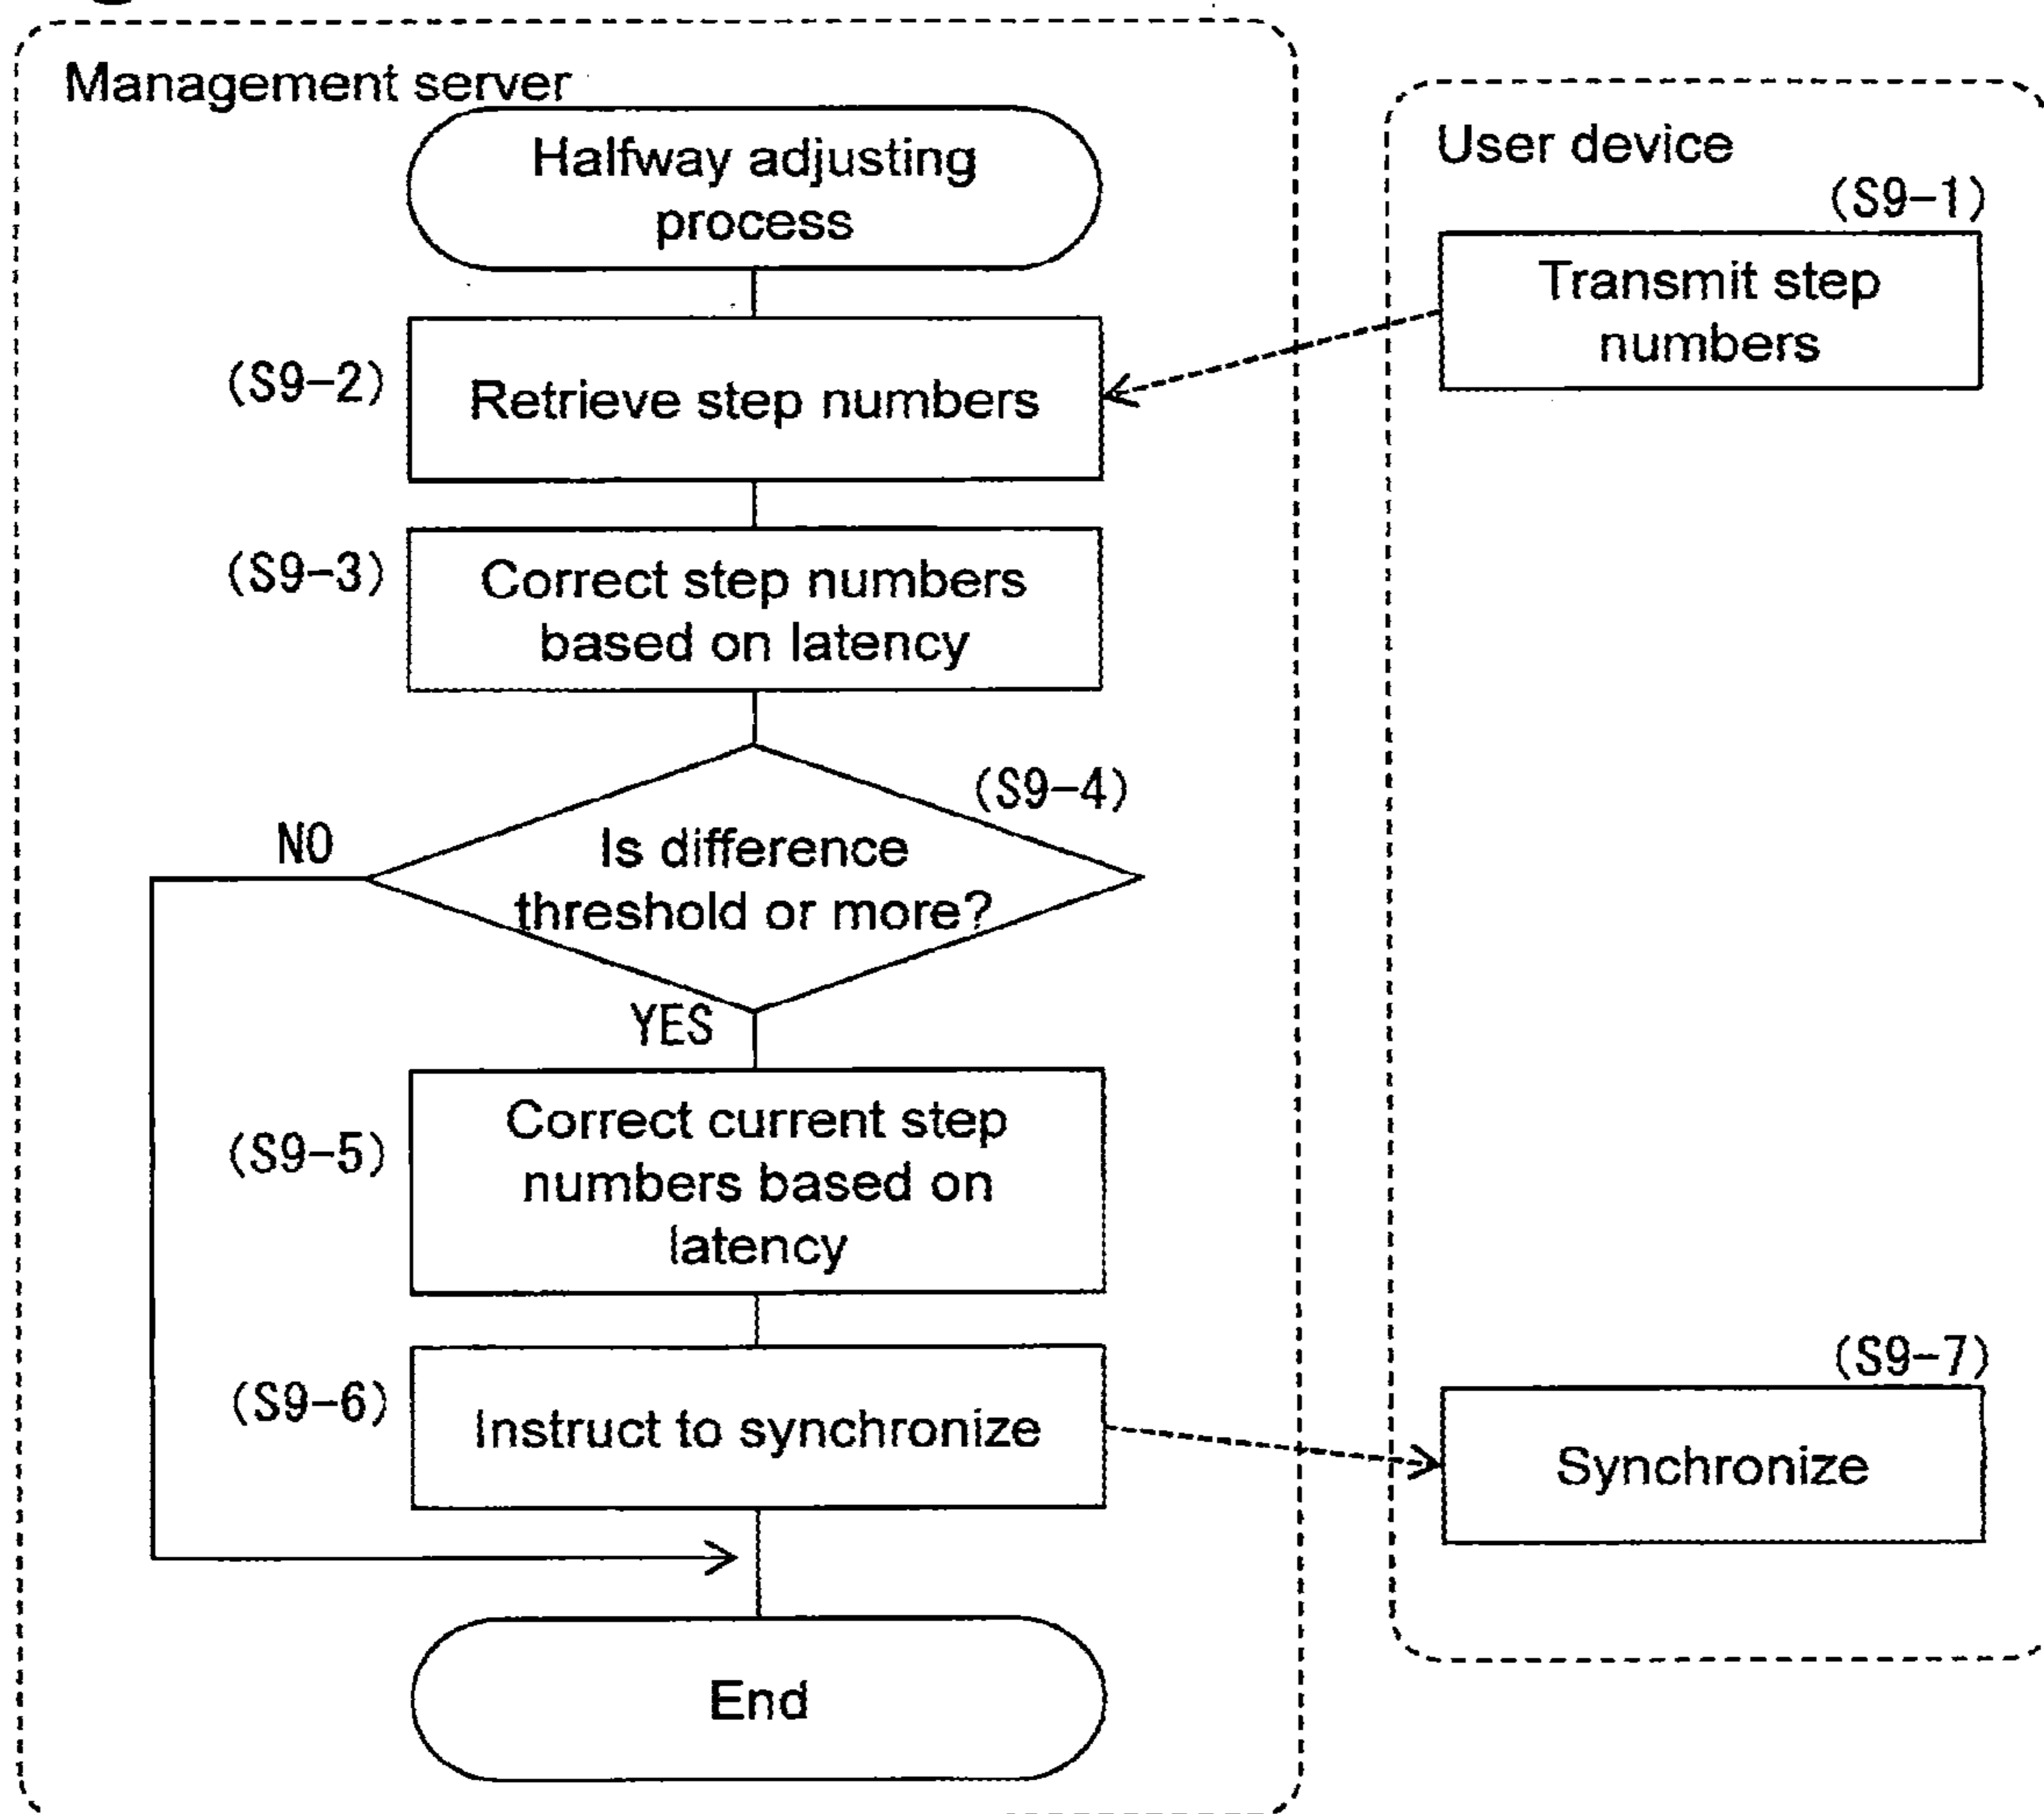 Management server
Halfway adjusting
process
User device
(S9-1)
Transmit step
numbers
(S9-2)
Retrieve step numbers
(S9-3)
Correct step numbers
based on latency
(S9-4)
NO
Is difference
threshold or more?
YES
(S9-5)
Correct current step
numbers based on
latency
(S9-6)
Instruct to synchronize
(S9-7)
Synchronize
End